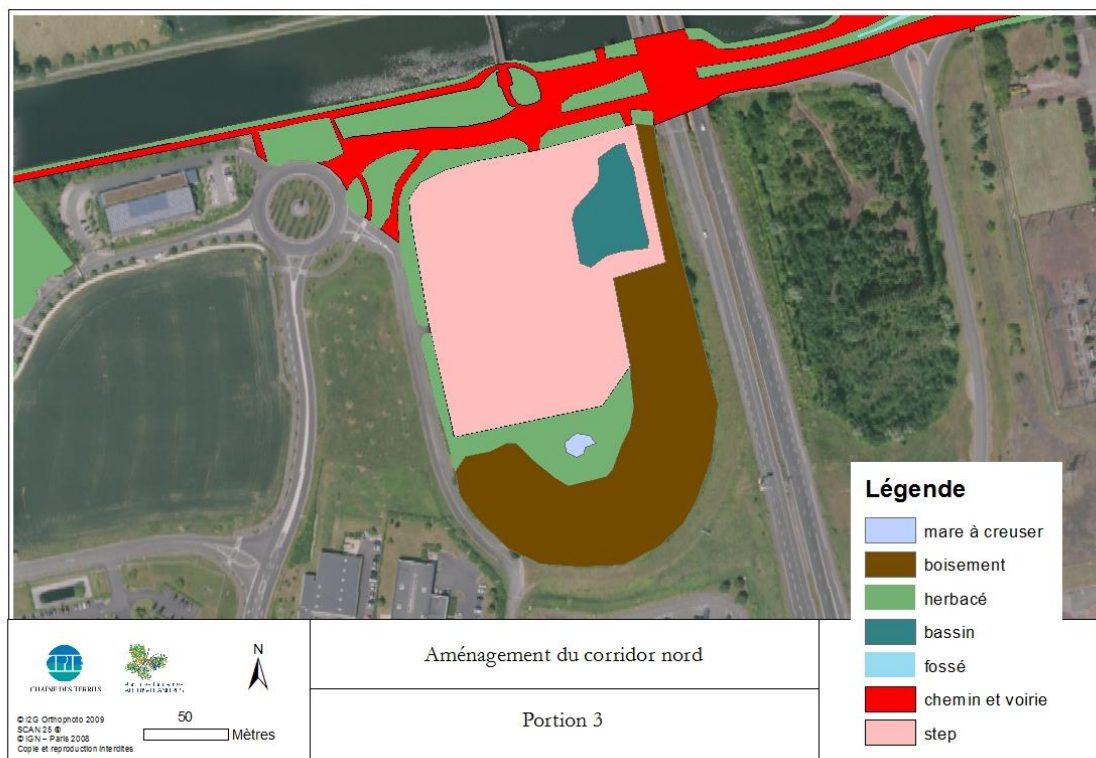 Légende
mare à creuser
boisement
herbacé
bassin
fossé
chemin et voirie
step
CPIE
CHAÎNE DES TERRILS
N
50
Mètres
© I2G Orthophoto 2009
SCAN 25 ®
© IGN – Paris 2008
Copie et reproduction interdites
Aménagement du corridor nord
Portion 3